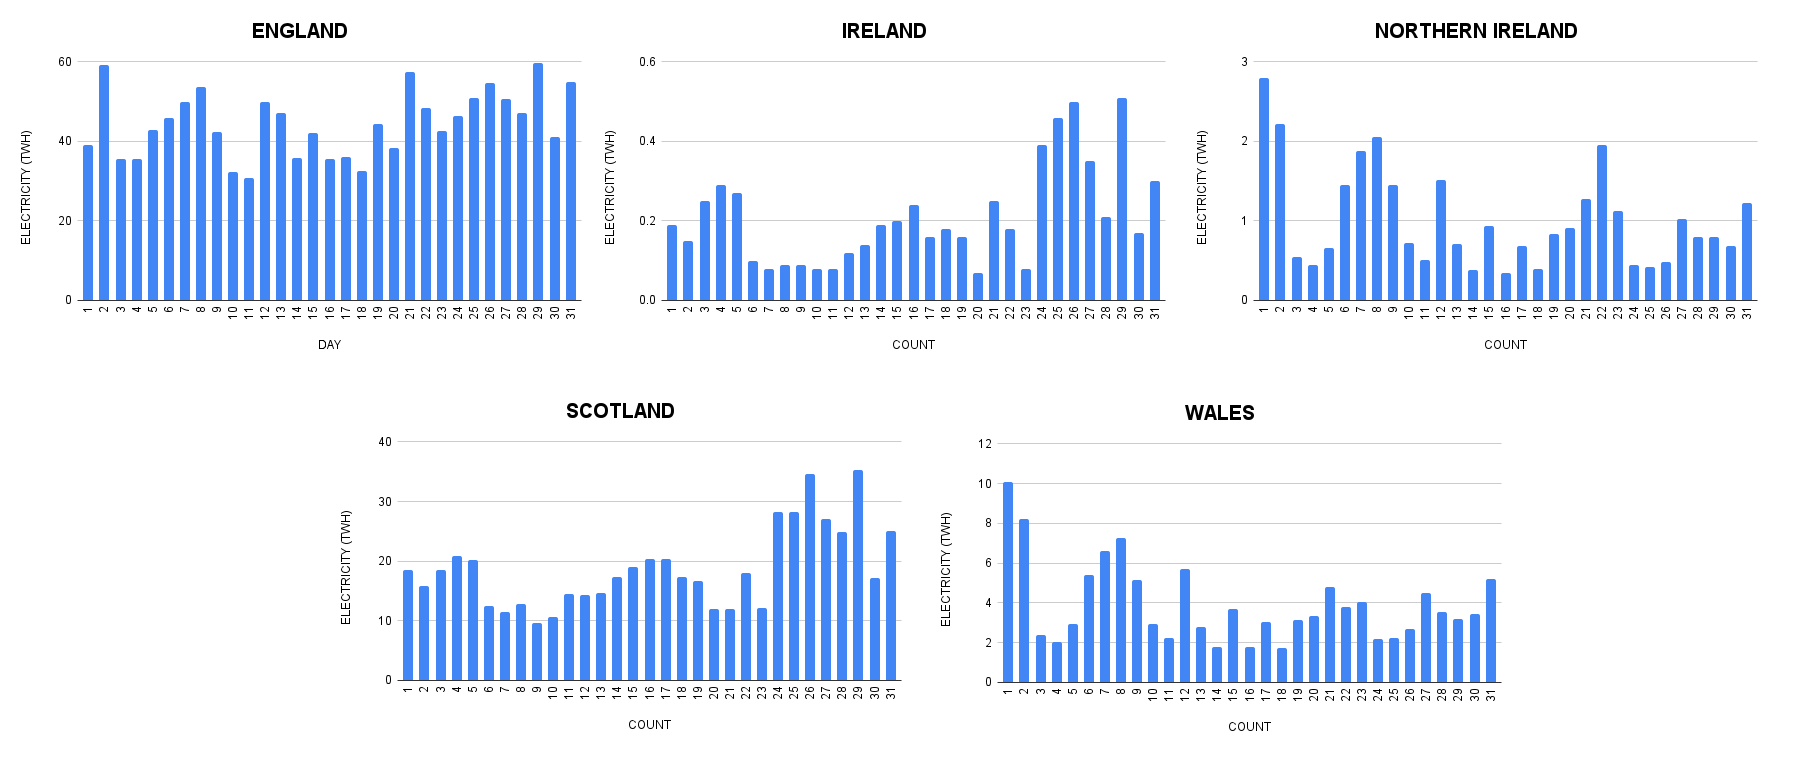 ENGLAND
ELECTRICITY (TWH)
60
40
20
0
1 2 3 4 5 6 7 8 9 10 11 12 13 14 15 16 17 18 19 20 21 22 23 24 25 26 27 28 29 30 31
DAY
IRELAND
ELECTRICITY (TWH)
0.6
0.4
0.2
0.0
1 2 3 4 5 6 7 8 9 10 11 12 13 14 15 16 17 18 19 20 21 22 23 24 25 26 27 28 29 30 31
COUNT
NORTHERN IRELAND
ELECTRICITY (TWH)
3
2
1
0
1 2 3 4 5 6 7 8 9 10 11 12 13 14 15 16 17 18 19 20 21 22 23 24 25 26 27 28 29 30 31
COUNT
SCOTLAND
ELECTRICITY (TWH)
40
30
20
10
0
1 2 3 4 5 6 7 8 9 10 11 12 13 14 15 16 17 18 19 20 21 22 23 24 25 26 27 28 29 30 31
COUNT
WALES
ELECTRICITY (TWH)
12
10
8
6
4
2
0
1 2 3 4 5 6 7 8 9 10 11 12 13 14 15 16 17 18 19 20 21 22 23 24 25 26 27 28 29 30 31
COUNT